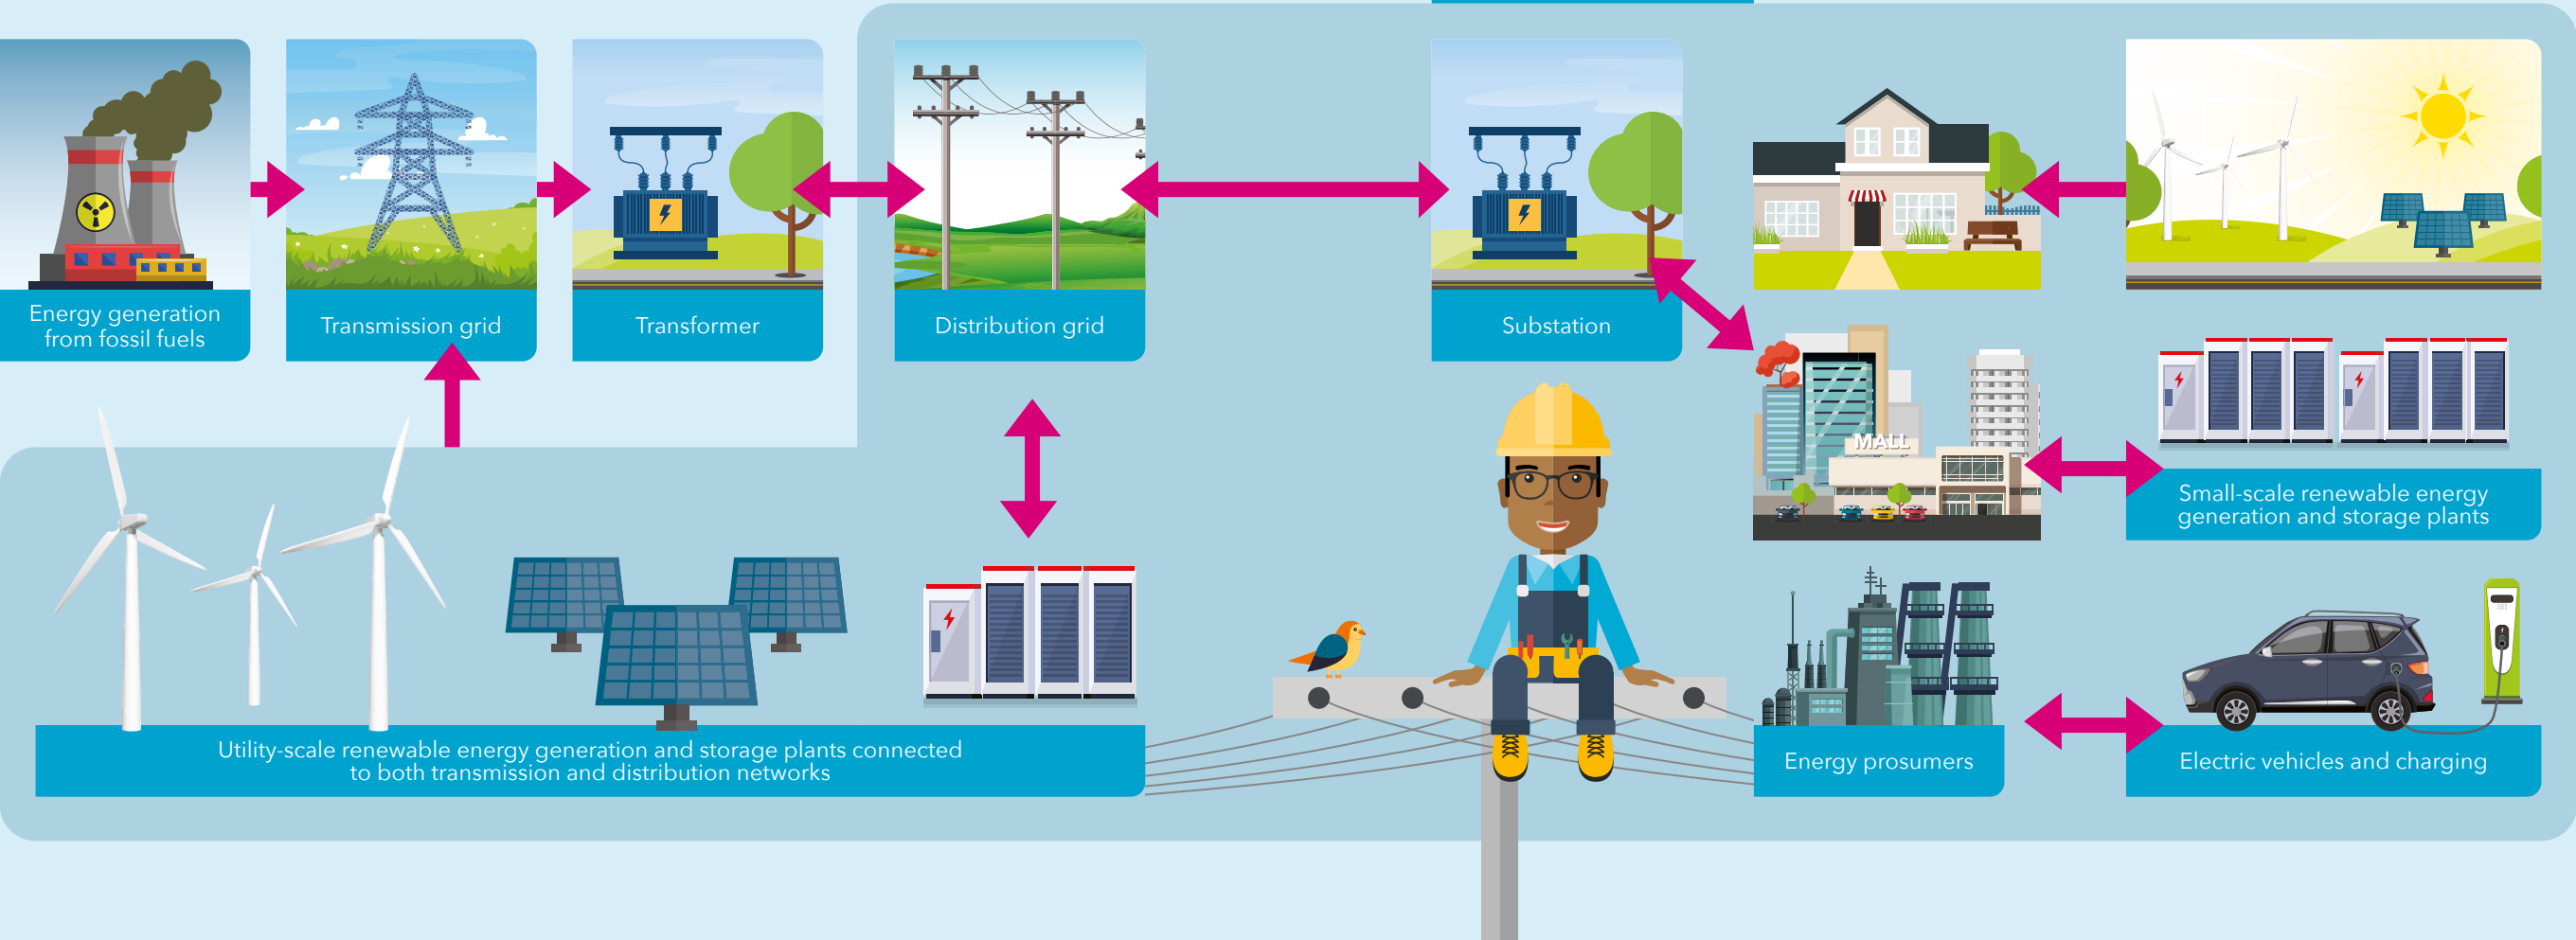 Energy generation
from fossil fuels
Transmission grid
Transformer
Distribution grid
Substation
MALL
Small-scale renewable energy
generation and storage plants
Utility-scale renewable energy generation and storage plants connected
to both transmission and distribution networks
Energy prosumers
Electric vehicles and charging